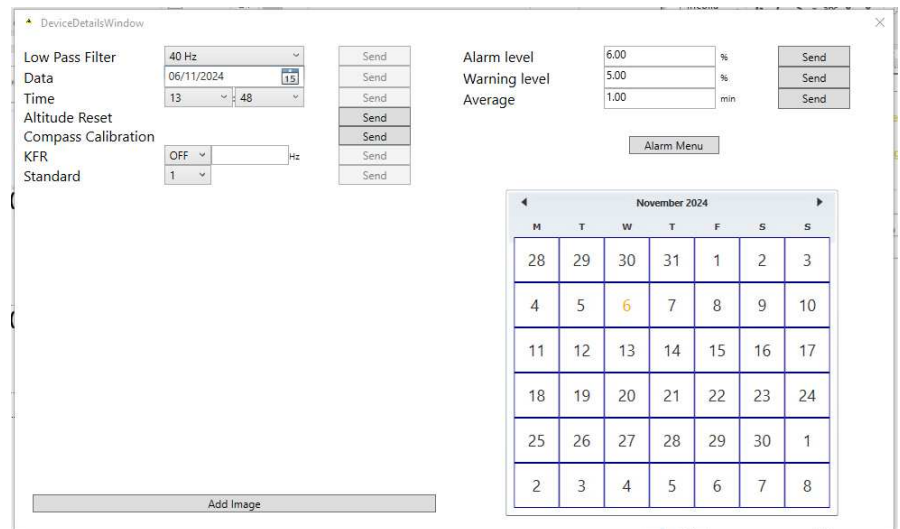 DeviceDetailsWindow
Low Pass Filter 40 Hz Send
Data 06/11/2024 15 Send
Time 13 : 48 Send
Altitude Reset Send
Compass Calibration Send
KFR OFF Hz Send
Standard 1 Send
Alarm level 6.00 % Send
Warning level 5.00 % Send
Average 1.00 min Send
Alarm Menu
November 2024
M T W T F S S
28 29 30 31 1 2 3
4 5 6 7 8 9 10
11 12 13 14 15 16 17
18 19 20 21 22 23 24
25 26 27 28 29 30 1
2 3 4 5 6 7 8
Add Image